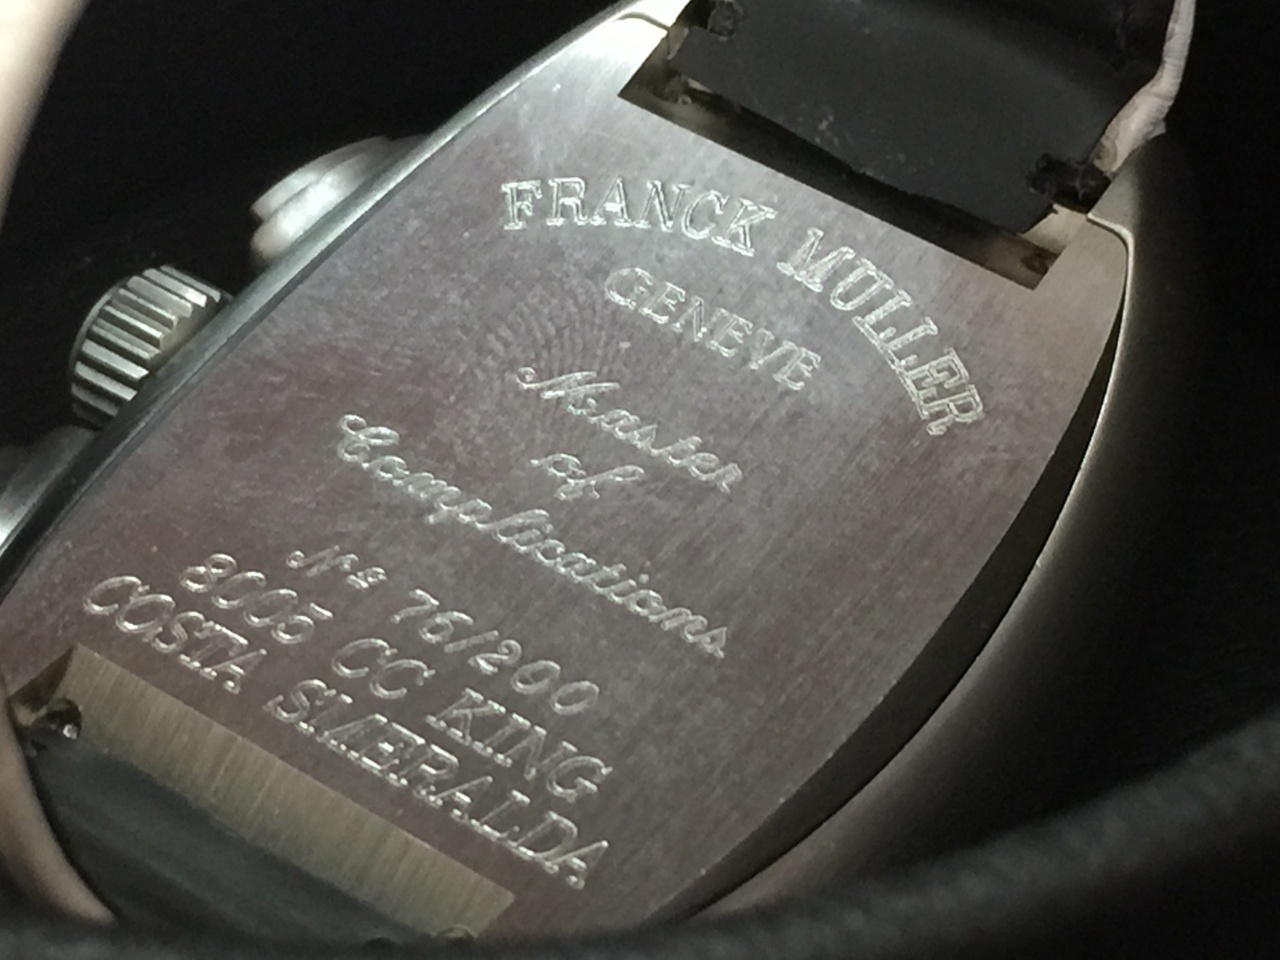 FRANCK MULLER
GENEVE
Master
of
Complications
Nº 76/200
8005 CC KING
COSTA SMERALDA